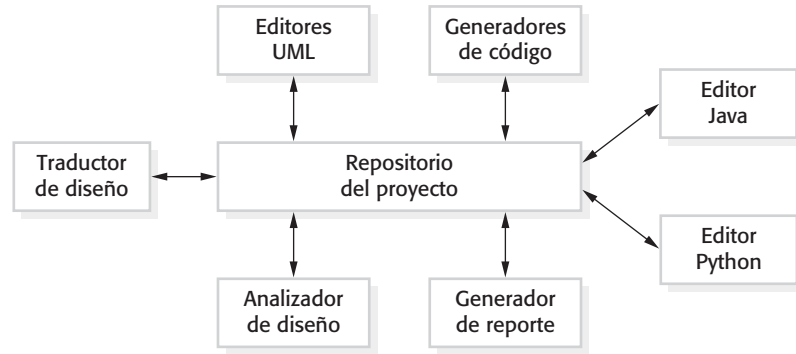 Editores
UML
Generadores
de código
Editor
Java
Traductor
de diseño
Repositorio
del proyecto
Editor
Python
Analizador
de diseño
Generador
de reporte